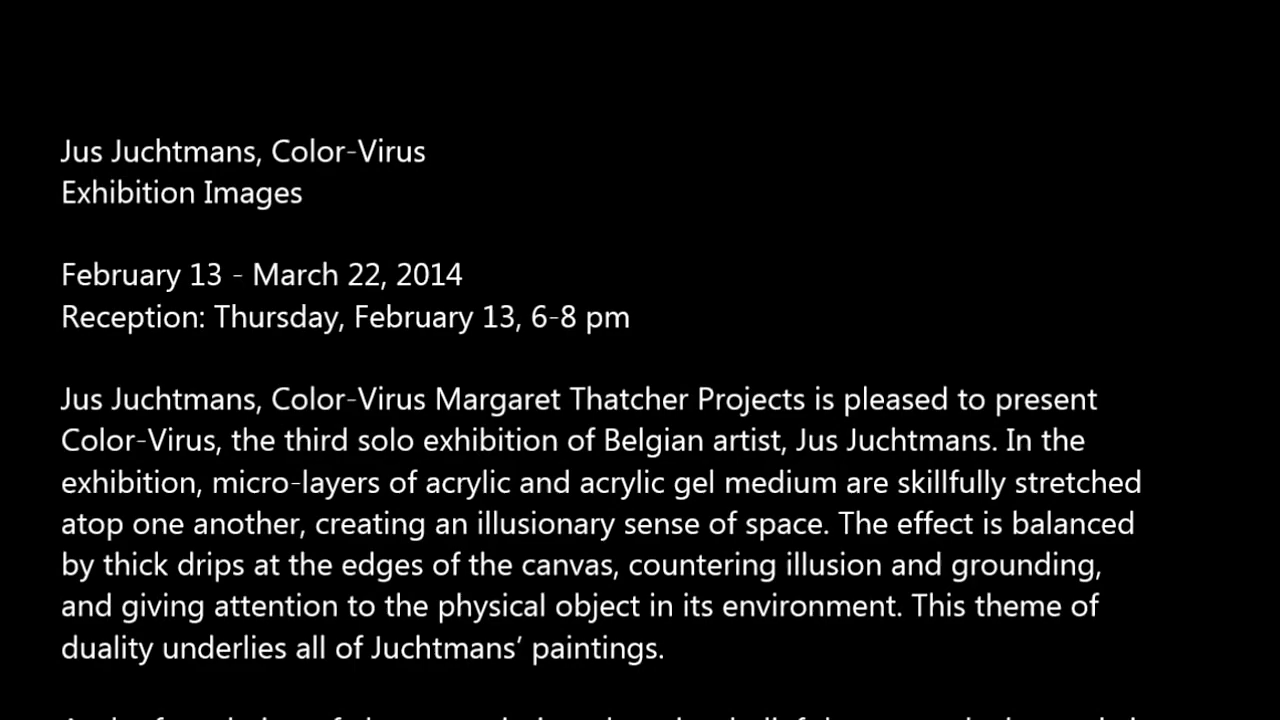 Jus Juchtmans, Color-Virus
Exhibition Images
February 13 - March 22, 2014
Reception: Thursday, February 13, 6-8 pm
Jus Juchtmans, Color-Virus Margaret Thatcher Projects is pleased to present
Color-Virus, the third solo exhibition of Belgian artist, Jus Juchtmans. In the
exhibition, micro-layers of acrylic and acrylic gel medium are skillfully stretched
atop one another, creating an illusionary sense of space. The effect is balanced
by thick drips at the edges of the canvas, countering illusion and grounding,
and giving attention to the physical object in its environment. This theme of
duality underlies all of Juchtmans’ paintings.